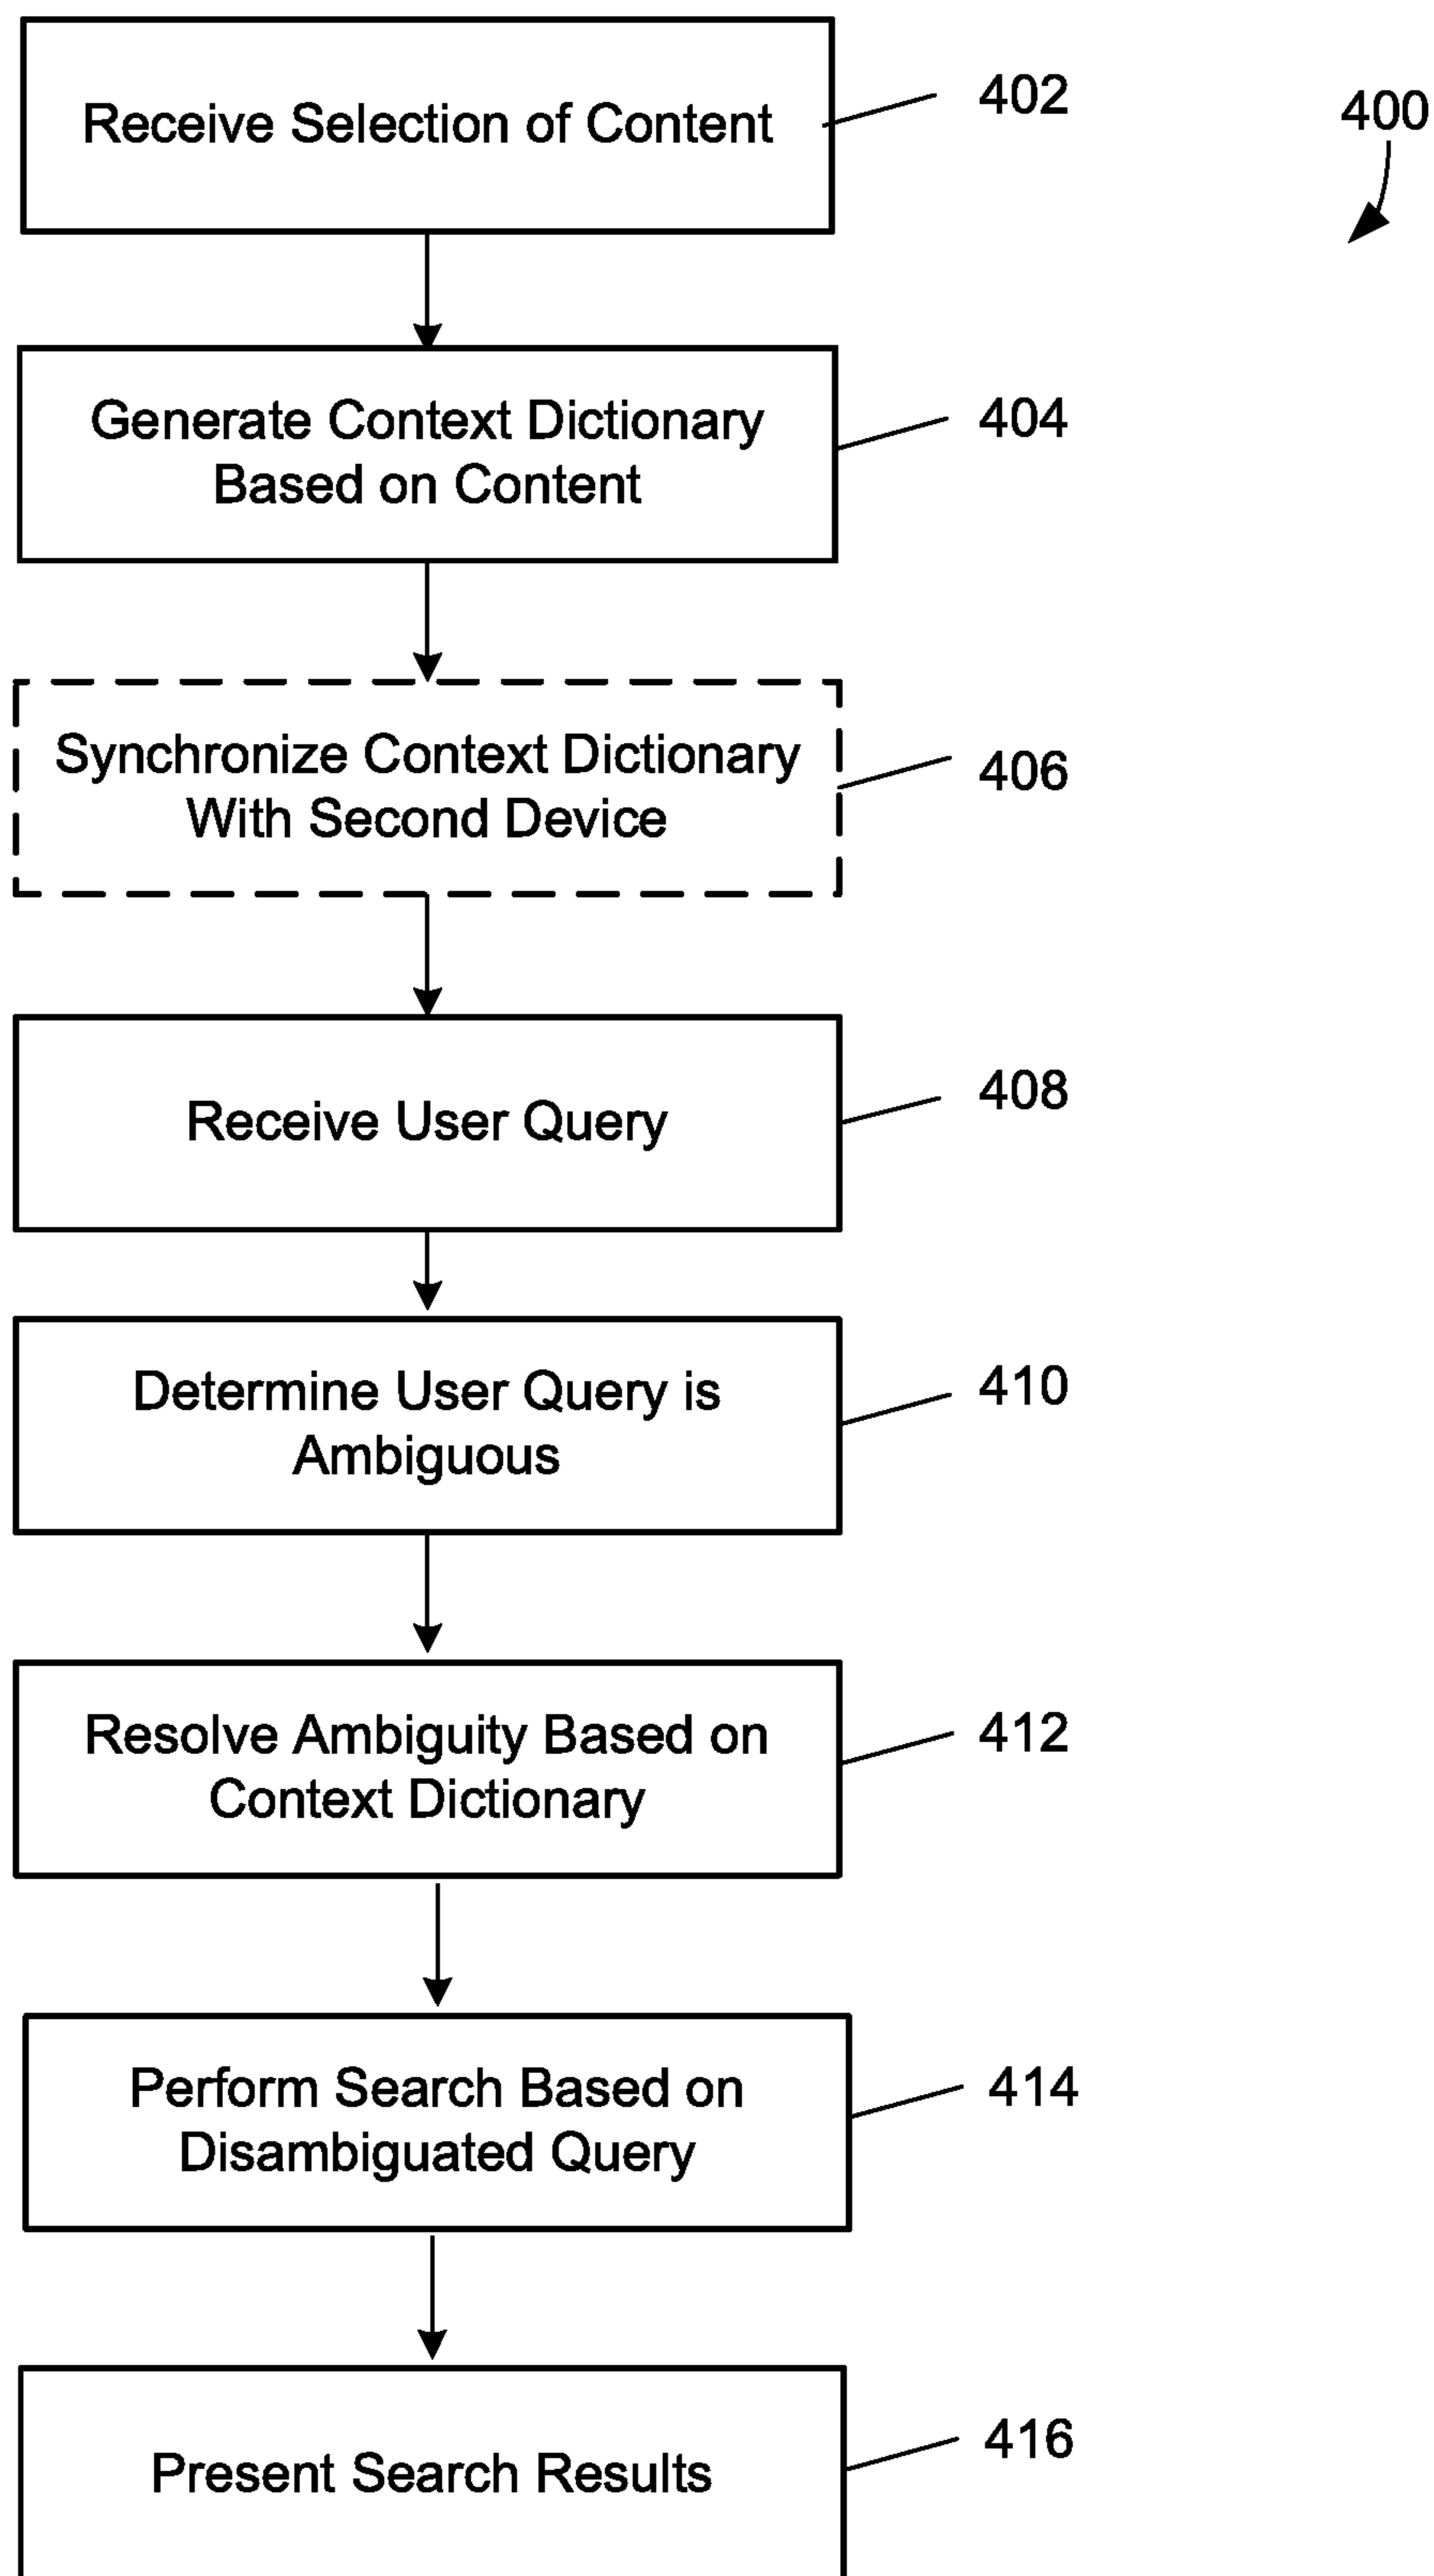 Receive Selection of Content
402
400
Generate Context Dictionary
Based on Content
404
Synchronize Context Dictionary
With Second Device
406
Receive User Query
408
Determine User Query is
Ambiguous
410
Resolve Ambiguity Based on
Context Dictionary
412
Perform Search Based on
Disambiguated Query
414
Present Search Results
416